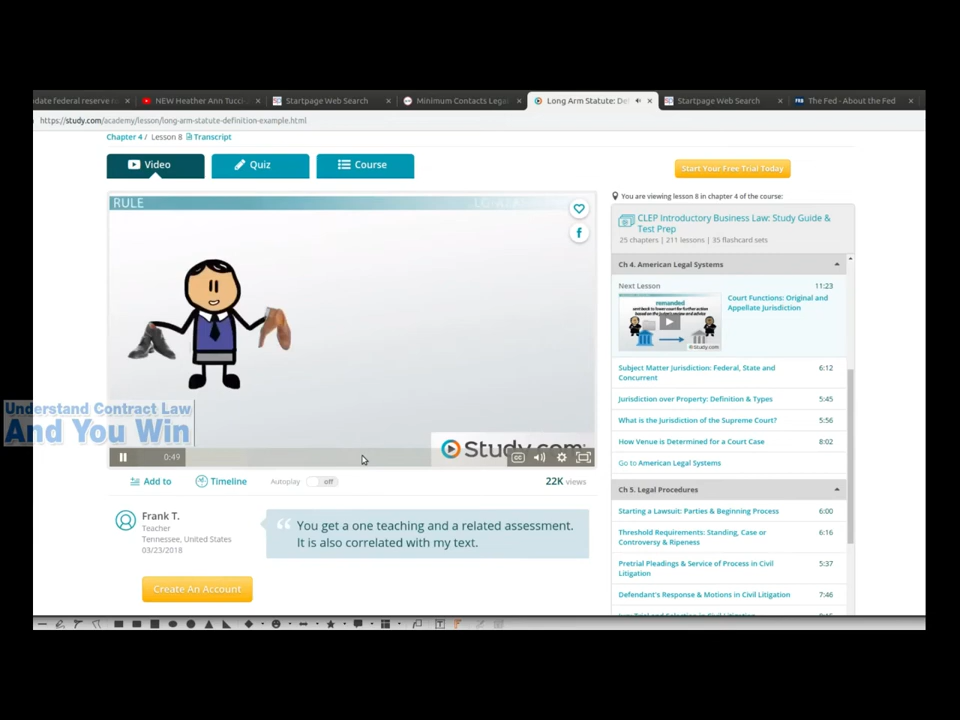 date federal reserve
NEW Heather Ann Tucc
Startpage Web Search
Minimum Contacts Lega
Long Arm Statute: De
Startpage Web Search
FED The Fed - About the Fed
https://study.com/academy/lesson/long-arm-statute-definition-example.html
Chapter 4 / Lesson 8 Transcript
Video
Quiz
Course
Start Your Free Trial Today
RULE
You are viewing lesson 8 in chapter 4 of the course:
CLEP Introductory Business Law: Study Guide &
Test Prep
25 chapters | 211 lessons | 35 flashcard sets
Ch 4. American Legal Systems
Next Lesson 11:23
remanded
Court Functions: Original and
Appellate Jurisdiction
© Study.com
Subject Matter Jurisdiction: Federal, State and
Concurrent
6:12
Jurisdiction over Property: Definition & Types 5:45
What is the Jurisdiction of the Supreme Court? 5:56
How Venue is Determined for a Court Case 8:02
Go to American Legal Systems
Ch 5. Legal Procedures
Starting a Lawsuit: Parties & Beginning Process 6:00
Threshold Requirements: Standing, Case or
Controversy & Ripeness
6:16
Pretrial Pleadings & Service of Process in Civil
Litigation
5:37
Defendant's Response & Motions in Civil Litigation 7:46
Understand Contract Law
And You Win
Study.com
CC
0:49
Add to
Timeline
Autoplay off
22K views
Frank T.
Teacher
Tennessee, United States
03/23/2018
You get a one teaching and a related assessment.
It is also correlated with my text.
Create An Account